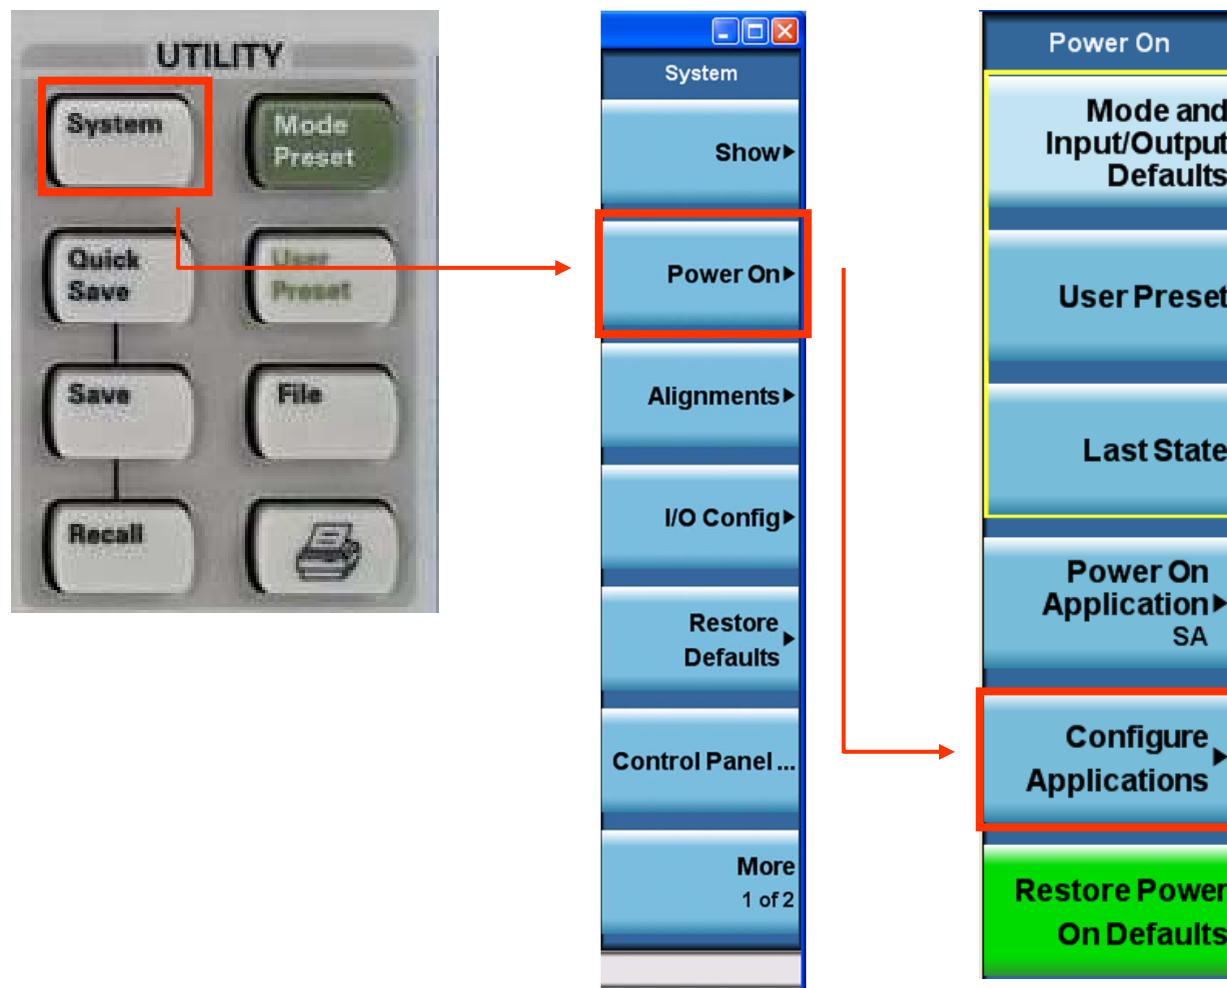 UTILITY
System
Mode
Preset
Quick
Save
User
Preset
Save
File
Recall
System
Show
Power On
Alignments
I/O Config
Restore
Defaults
Control Panel ...
More
1 of 2
Power On
Mode and
Input/Output
Defaults
User Preset
Last State
Power On
Application
SA
Configure
Applications
Restore Power
On Defaults